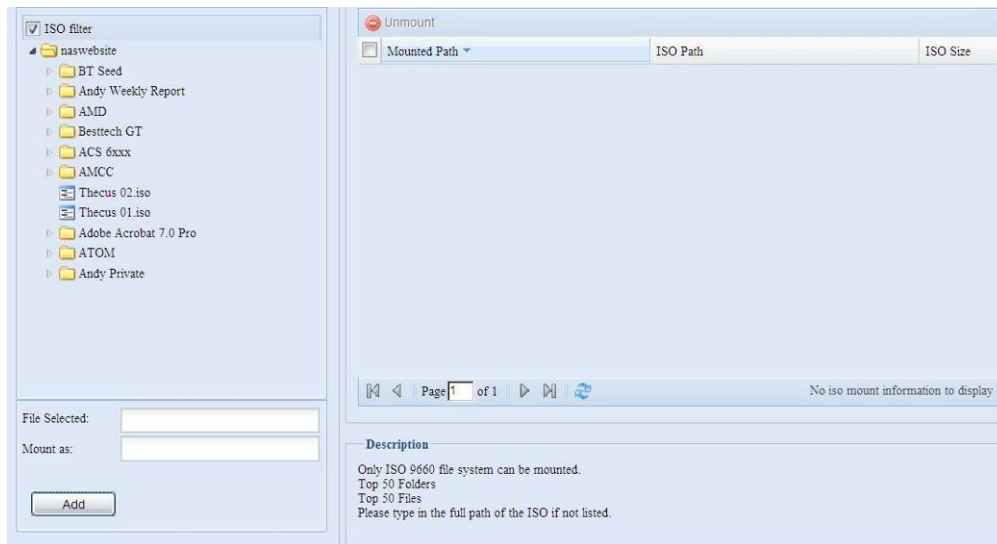 ISO filter
naswebsite
BT Seed
Andy Weekly Report
AMD
Besttech GT
ACS 6xxx
AMCC
Thecus 02.iso
Thecus 01.iso
Adobe Acrobat 7.0 Pro
ATOM
Andy Private
File Selected:
Mount as:
Add
Unmount
Mounted Path ISO Path ISO Size
Page 1 of 1 No iso mount information to display
Description
Only ISO 9660 file system can be mounted.
Top 50 Folders
Top 50 Files
Please type in the full path of the ISO if not listed.